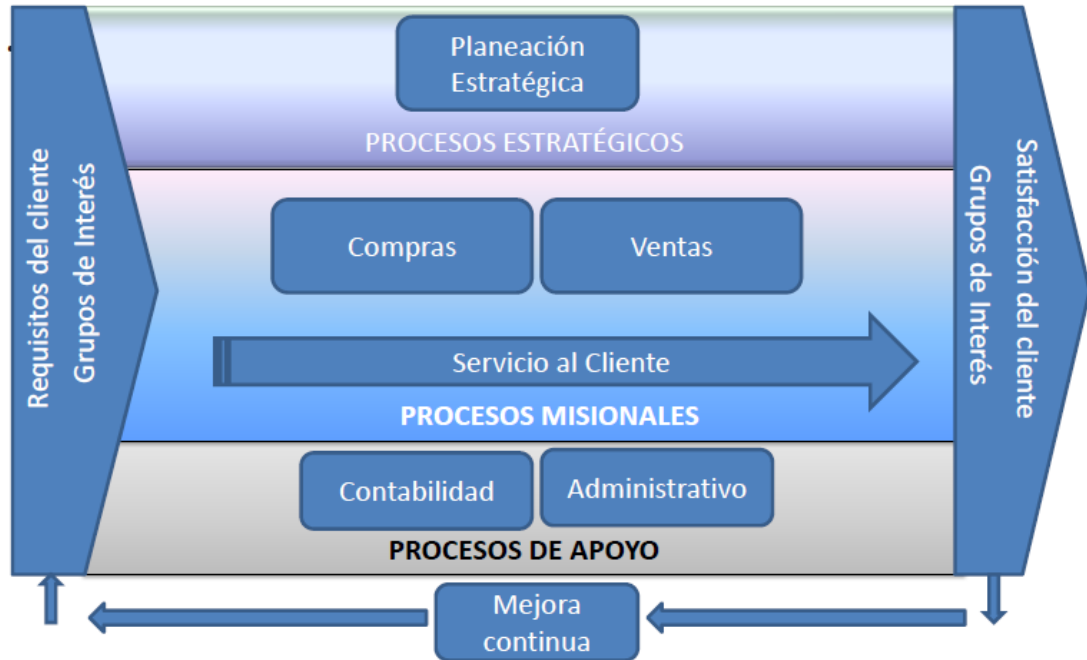 Requisitos del cliente
Grupos de Interés
Planeación
Estratégica
PROCESOS ESTRATÉGICOS
Compras
Ventas
Servicio al Cliente
PROCESOS MISIONALES
Contabilidad
Administrativo
PROCESOS DE APOYO
Satisfacción del cliente
Grupos de Interés
Mejora
continua